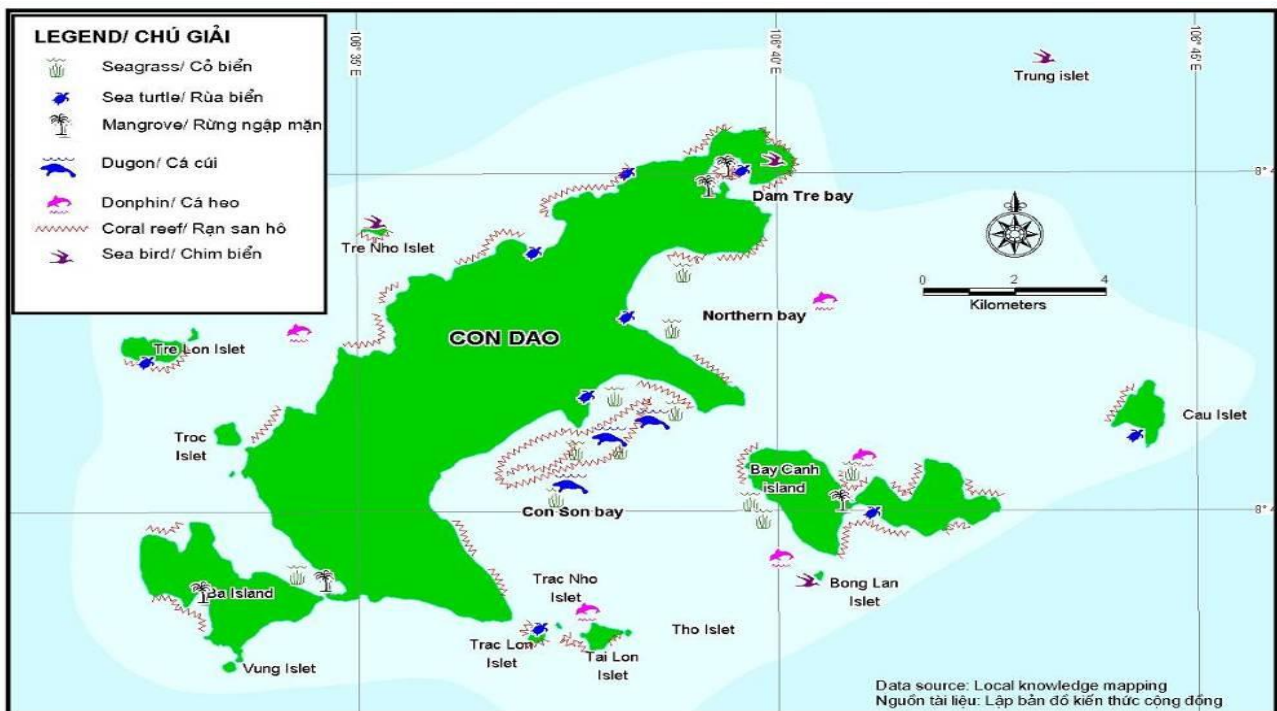 LEGEND/ CHÚ GIẢI
Seagrass/ Cỏ biển
Sea turtle/ Rùa biển
Mangrove/ Rừng ngập mặn
Dugon/ Cá cúi
Donphin/ Cá heo
Coral reef/ Rạn san hô
Sea bird/ Chim biển
106° 35' E
106° 40' E
106° 45' E
Trung islet
Dam Tre bay
Tre Nho Islet
0 2 4
Kilometers
Northern bay
CON DAO
Tre Lon Islet
Cau Islet
Troc
Islet
Bay Canh
island
Con Son bay
8° 4
Ba Island
Trac Nho
Islet
Bong Lan
Islet
Tho Islet
Trac Lon
Islet
Tai Lon
Islet
Vung Islet
Data source: Local knowledge mapping
Nguồn tài liệu: Lập bản đồ kiến thức cộng đồng